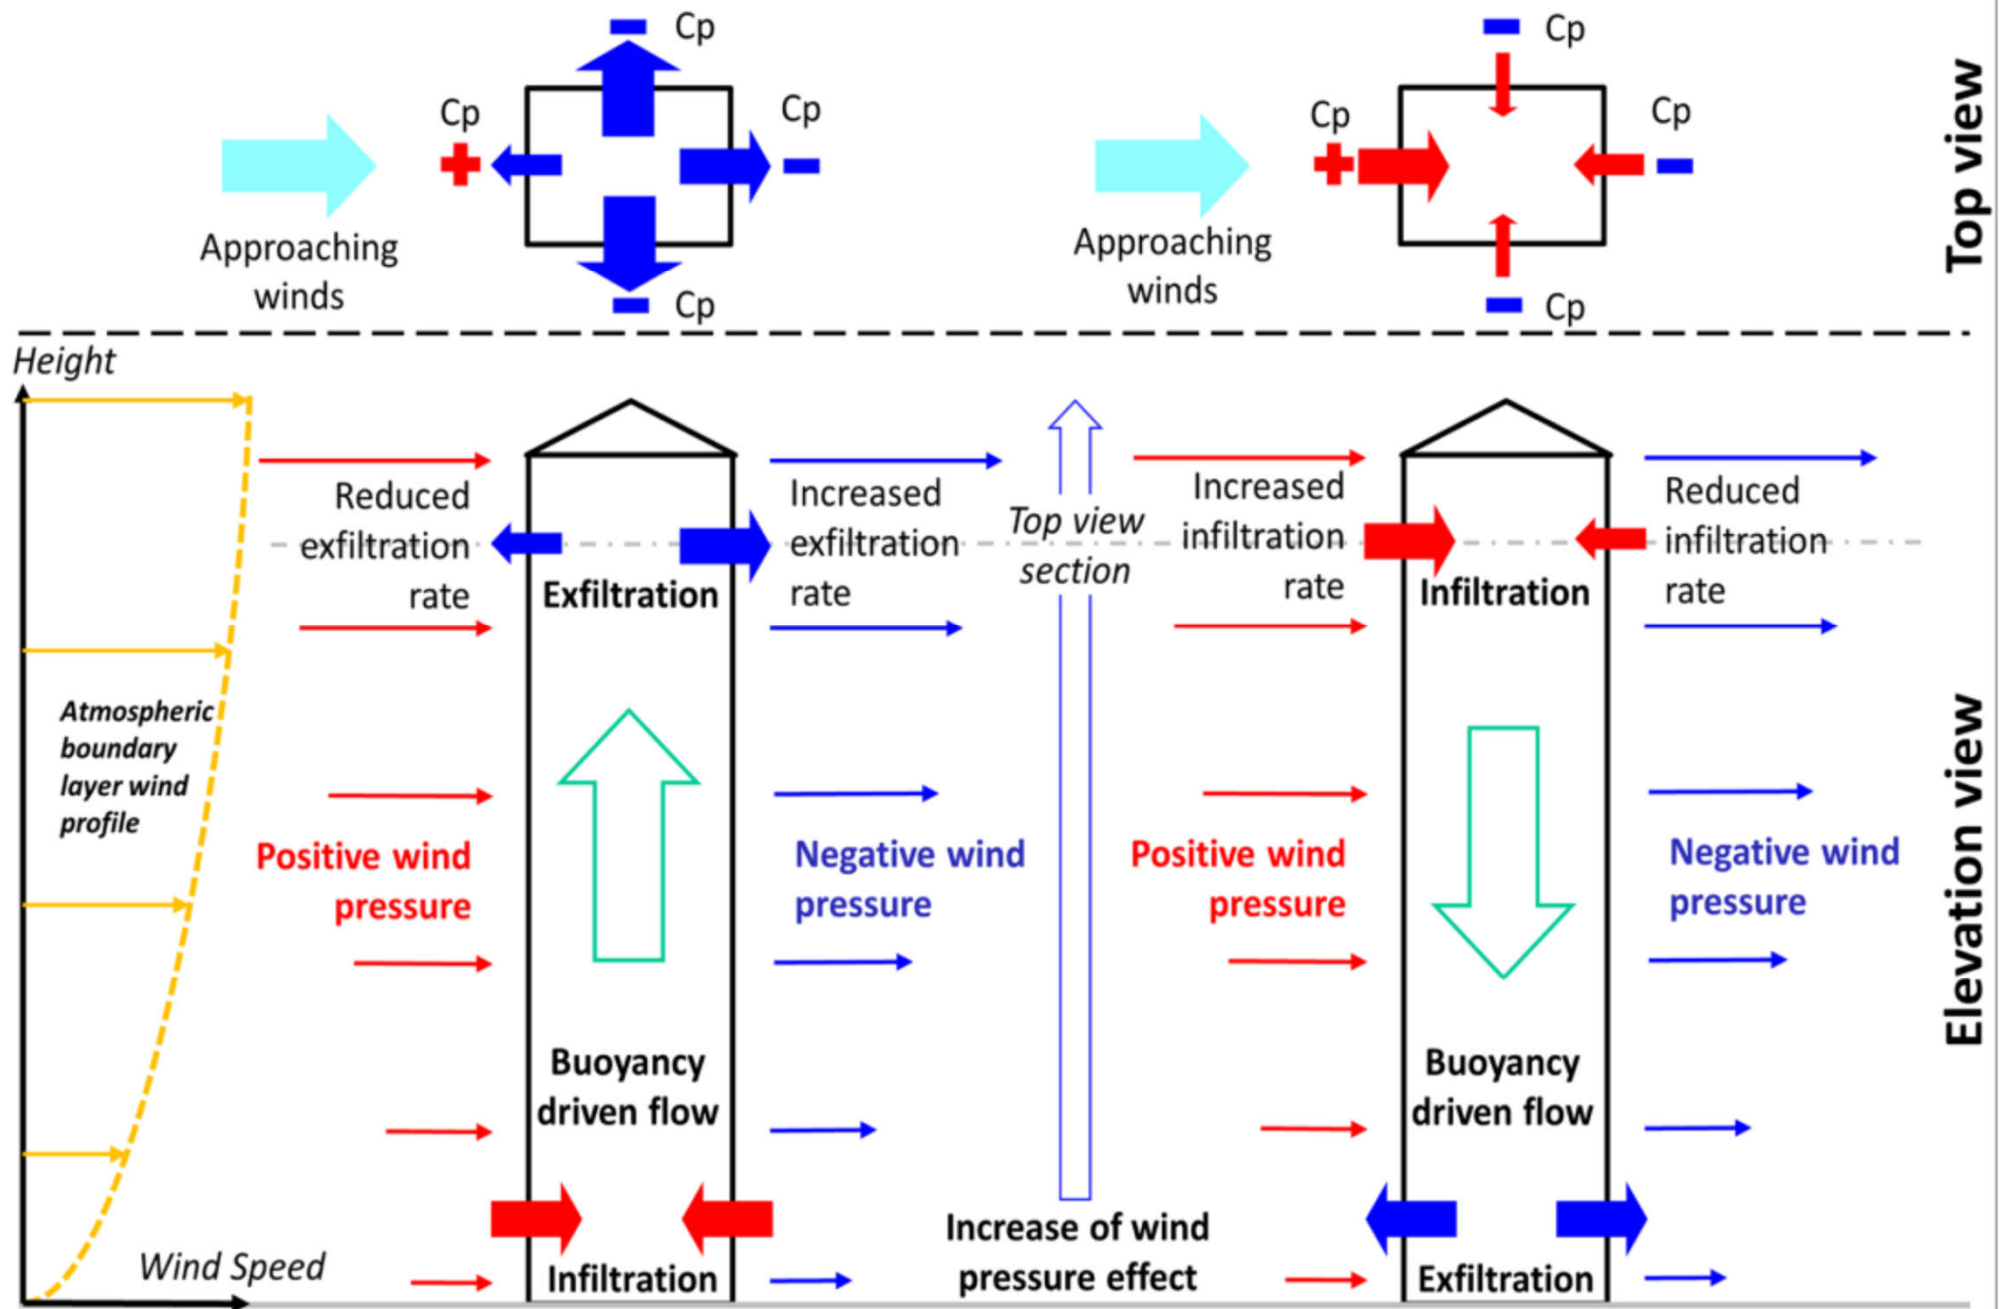 Cp
Cp
Cp
Cp
Approaching
winds
Cp
Cp
Cp
Cp
Approaching
winds
Top view
Height
Reduced
exfiltration
rate
Exfiltration
Increased
exfiltration
rate
Top view
section
Increased
infiltration
rate
Infiltration
Reduced
infiltration
rate
Atmospheric
boundary
layer wind
profile
Positive wind
pressure
Negative wind
pressure
Positive wind
pressure
Negative wind
pressure
Elevation view
Buoyancy
driven flow
Buoyancy
driven flow
Wind Speed
Infiltration
Increase of wind
pressure effect
Exfiltration